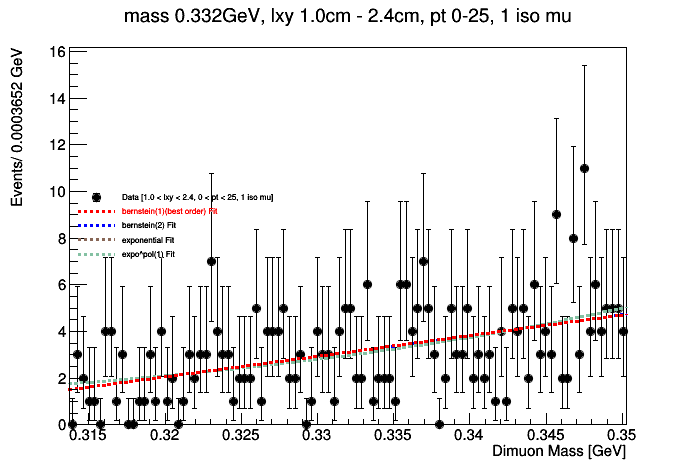 mass 0.332GeV, lxy 1.0cm - 2.4cm, pt 0-25, 1 iso mu
Events/ 0.0003652 GeV
16
14
12
10
8
6
4
2
0
Data [1.0 < lxy < 2.4, 0 < pt < 25, 1 iso mu]
bernstein(1)(best order) Fit
bernstein(2) Fit
exponential Fit
expo*pol(1) Fit
0.315 0.32 0.325 0.33 0.335 0.34 0.345 0.35
Dimuon Mass [GeV]